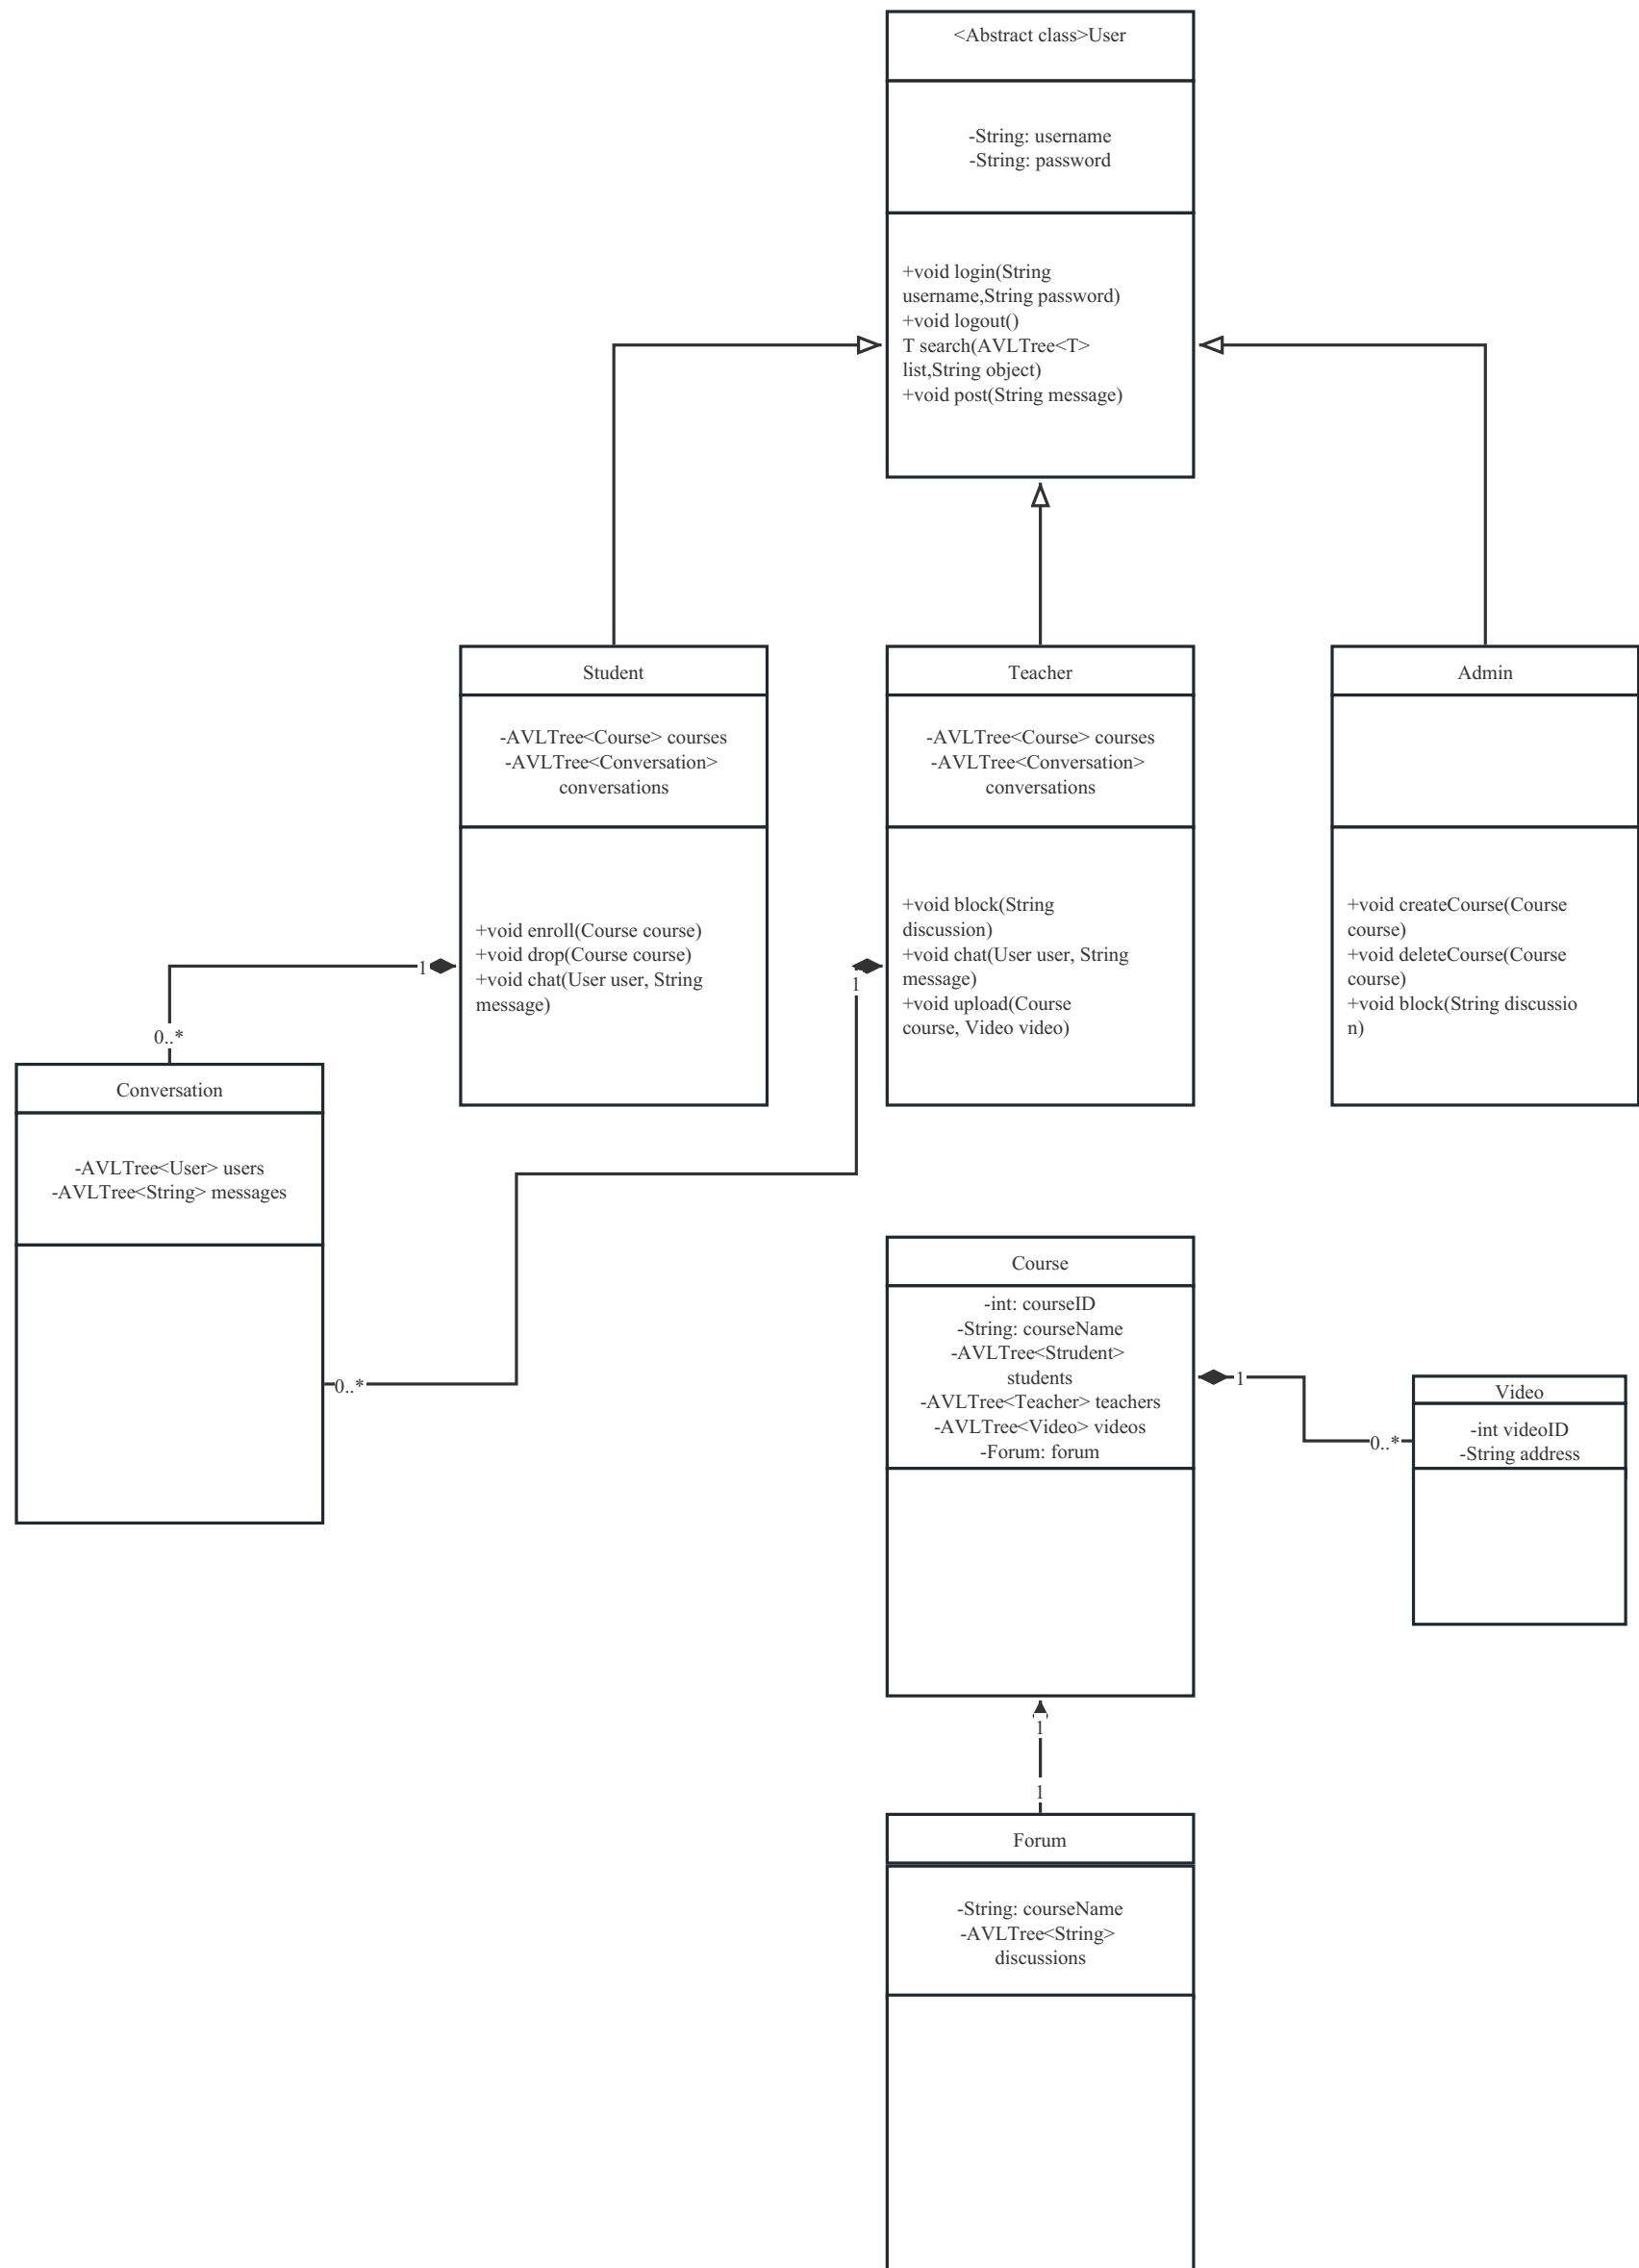 <Abstract class>User
-String: username
-String: password
+void login(String
username,String password)
+void logout()
T search(AVLTree<T>
list,String object)
+void post(String message)
Student
-AVLTree<Course> courses
-AVLTree<Conversation>
conversations
+void enroll(Course course)
+void drop(Course course)
+void chat(User user, String
message)
Teacher
-AVLTree<Course> courses
-AVLTree<Conversation>
conversations
+void block(String
discussion)
+void chat(User user, String
message)
+void upload(Course
course, Video video)
Admin
+void createCourse(Course
course)
+void deleteCourse(Course
course)
+void block(String discussio
n)
1
0..*
1
0..*
Conversation
-AVLTree<User> users
-AVLTree<String> messages
Course
-int: courseID
-String: courseName
-AVLTree<Strudent>
students
-AVLTree<Teacher> teachers
-AVLTree<Video> videos
-Forum: forum
1
0..*
Video
-int videoID
-String address
1
1
Forum
-String: courseName
-AVLTree<String>
discussions